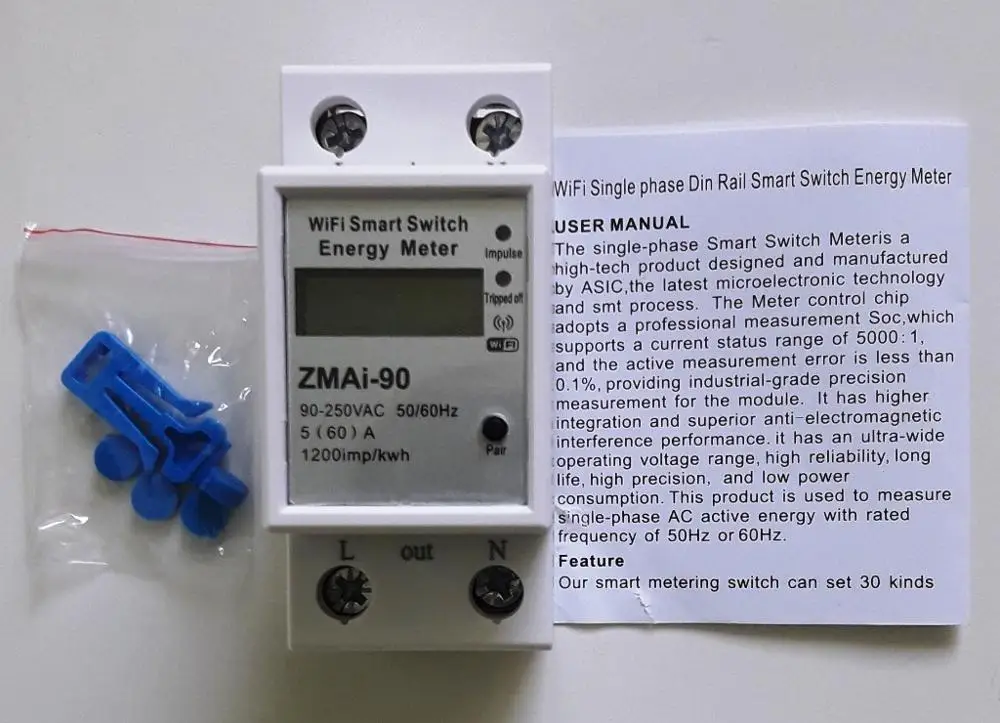 WiFi Smart Switch
Energy Meter
Impulse
Tripped off
WiFi
ZMAi-90
90-250VAC 50/60Hz
5(60)A
1200imp/kwh
Pair
L out N
WiFi Single phase Din Rail Smart Switch Energy Meter
USER MANUAL
The single-phase Smart Switch Meteris a
high-tech product designed and manufactured
by ASIC,the latest microelectronic technology
and smt process. The Meter control chip
adopts a professional measurement Soc,which
supports a current status range of 5000:1,
and the active measurement error is less than
0.1%, providing industrial-grade precision
measurement for the module. It has higher
integration and superior anti-electromagnetic
interference performance. it has an ultra-wide
operating voltage range, high reliability, long
life, high precision, and low power
consumption. This product is used to measure
single-phase AC active energy with rated
frequency of 50Hz or 60Hz.
Feature
Our smart metering switch can set 30 kinds